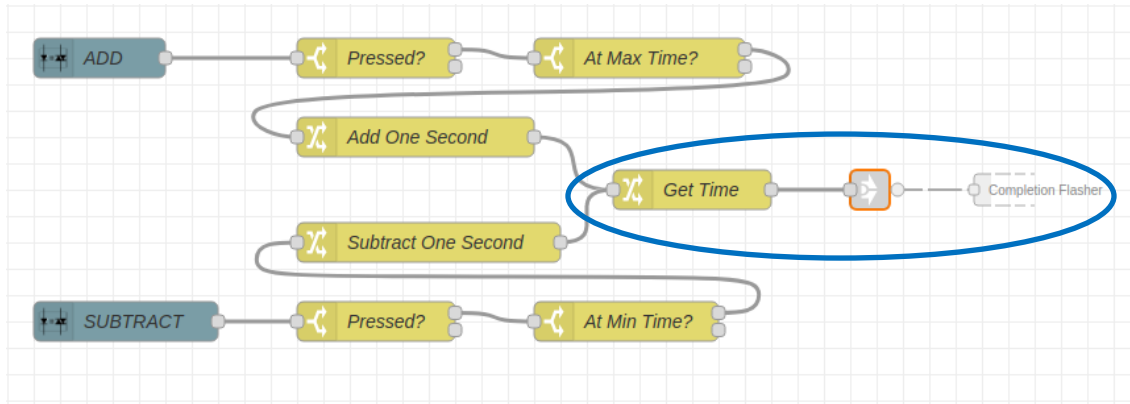 ADD
Pressed?
At Max Time?
Add One Second
Get Time
Completion Flasher
Subtract One Second
SUBTRACT
Pressed?
At Min Time?